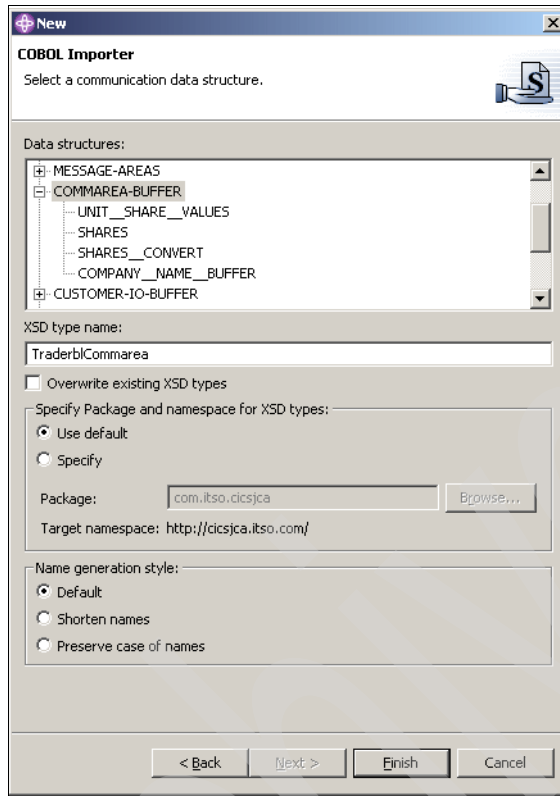 New
COBOL Importer
Select a communication data structure.
S
Data structures:
MESSAGE-AREAS
COMMAREA-BUFFER
UNIT__SHARE__VALUES
SHARES
SHARES__CONVERT
COMPANY__NAME__BUFFER
CUSTOMER-IO-BUFFER
XSD type name:
TraderblCommarea
Overwrite existing XSD types
Specify Package and namespace for XSD types:
Use default
Specify
Package: com.itso.cicsjca Browse...
Target namespace: http://cicsjca.itso.com/
Name generation style:
Default
Shorten names
Preserve case of names
< Back Next > Finish Cancel